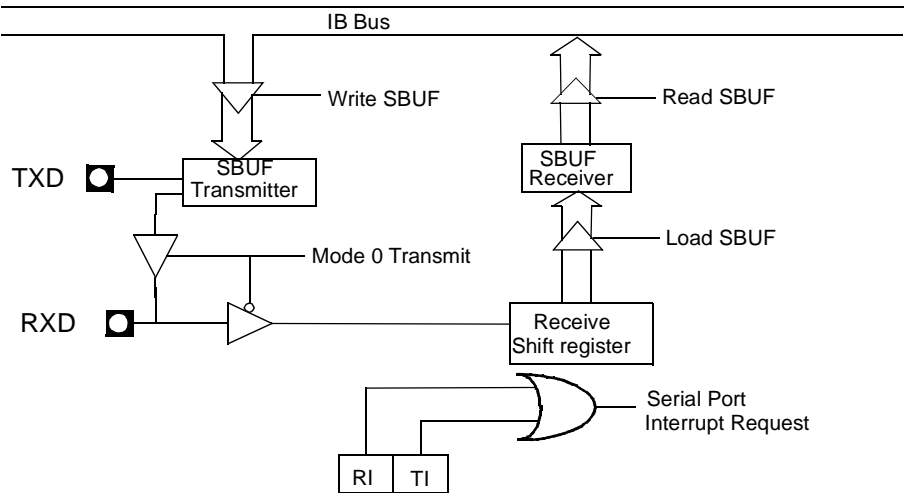 IB Bus
Write SBUF
Read SBUF
TXD
SBUF
Transmitter
SBUF
Receiver
Load SBUF
Mode 0 Transmit
RXD
Receive
Shift register
Serial Port
Interrupt Request
RI
TI